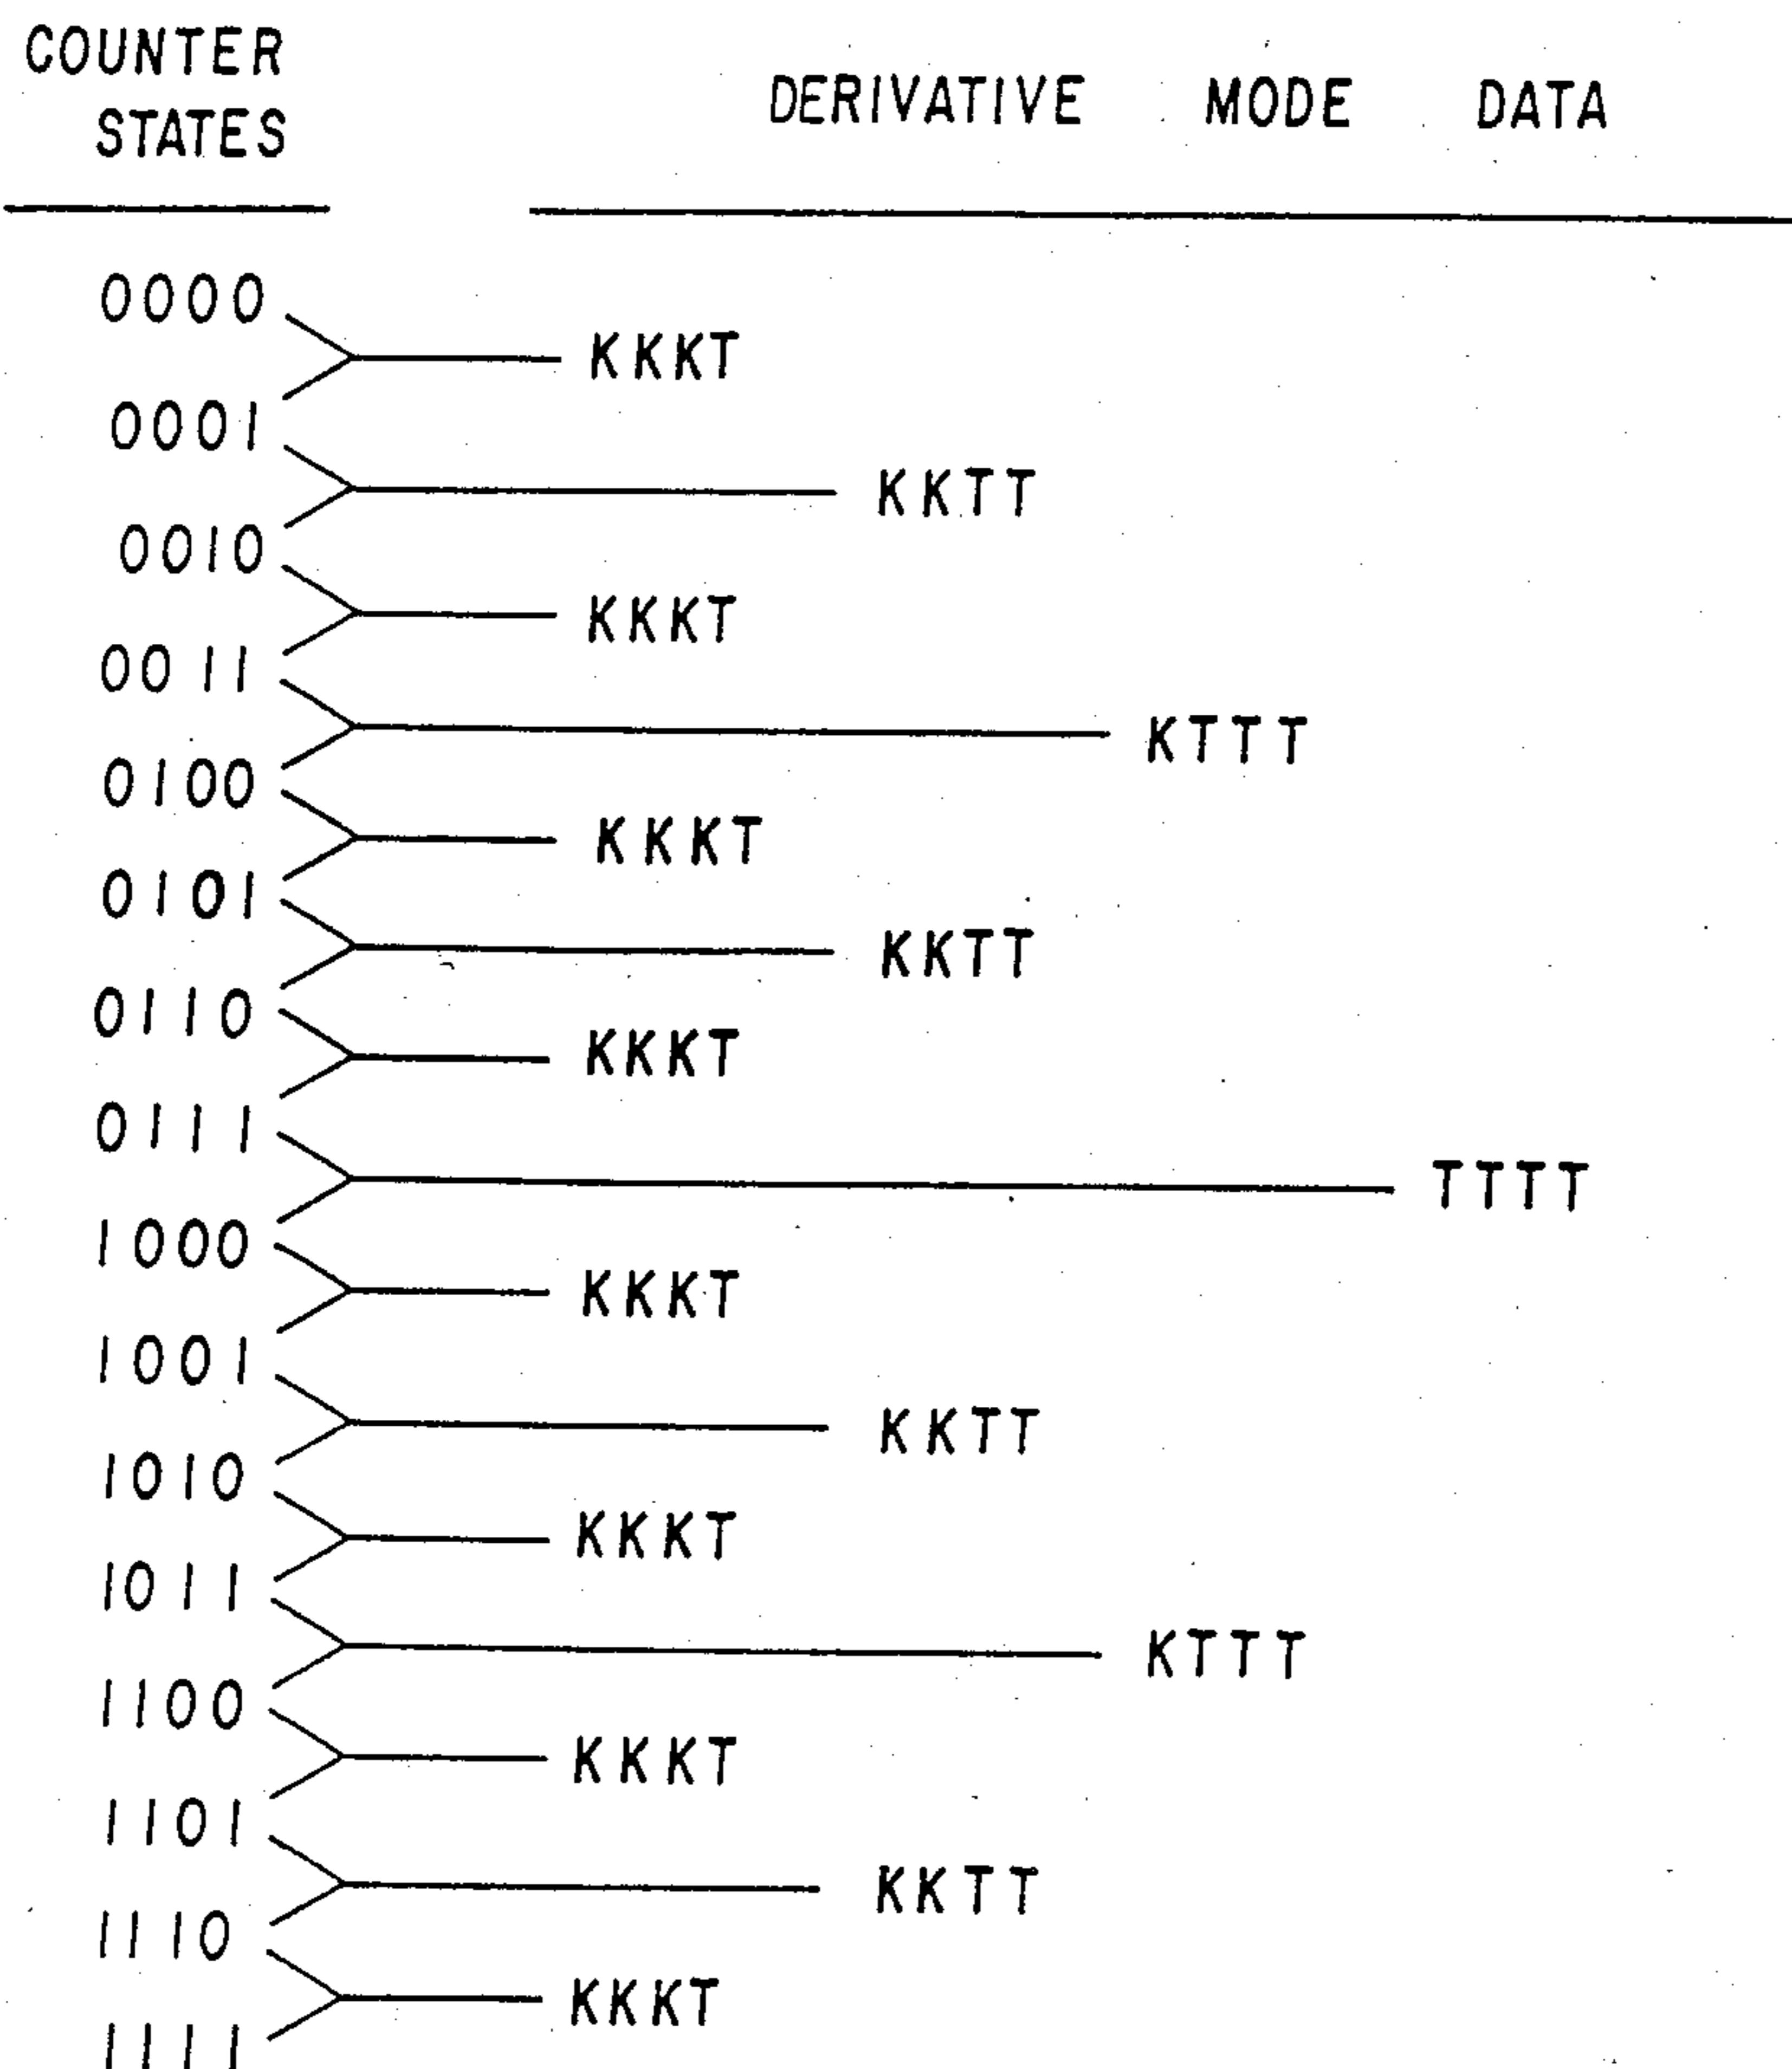 COUNTER
STATES
DERIVATIVE MODE DATA
0000
KKKT
0001
KKTT
0010
KKKT
0011
KTTT
0100
KKKT
0101
KKTT
0110
KKKT
0111
TTTT
1000
KKKT
1001
KKTT
1010
KKKT
1011
KTTT
1100
KKKT
1101
KKTT
1110
KKKT
1111